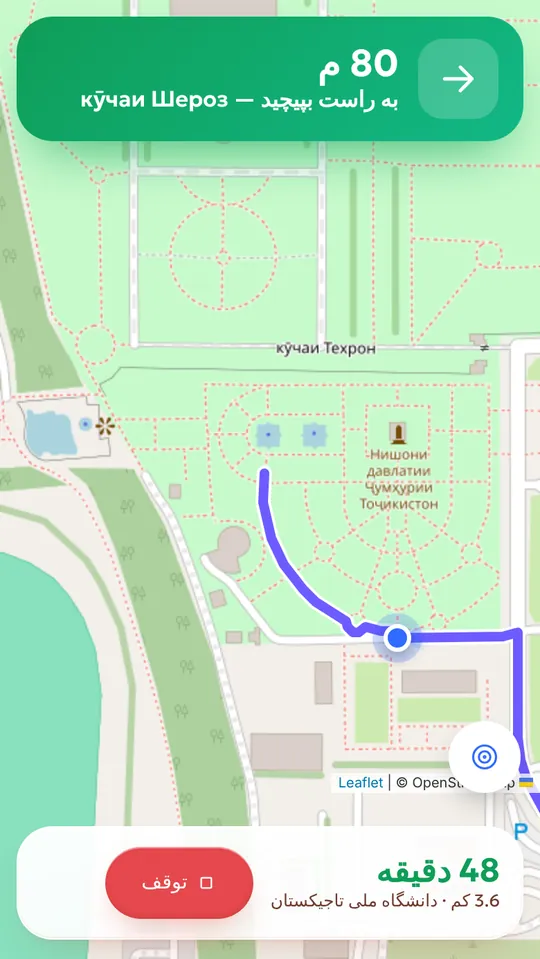 80 م
به راست بپیچید — кӯчаи Шероз
кӯчаи Техрон
Нишони
давлатии
Ҷумҳурии
Тоҷикистон
Leaflet | © OpenSt
P
48 دقیقه
3.6 کم · دانشگاه ملی تاجیکستان
توقف